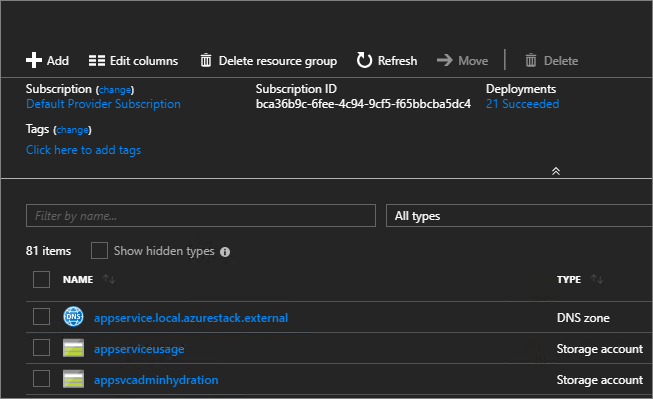 Add Edit columns Delete resource group Refresh Move Delete
Subscription (change) Subscription ID Deployments
Default Provider Subscription bca36b9c-6fee-4c94-9cf5-f65bbcba5dc4 21 Succeeded
Tags (change)
Click here to add tags
Filter by name... All types
81 items Show hidden types
NAME TYPE
DNS appservice.local.azurestack.external DNS zone
appserviceusage Storage account
appsvcadminhydration Storage account